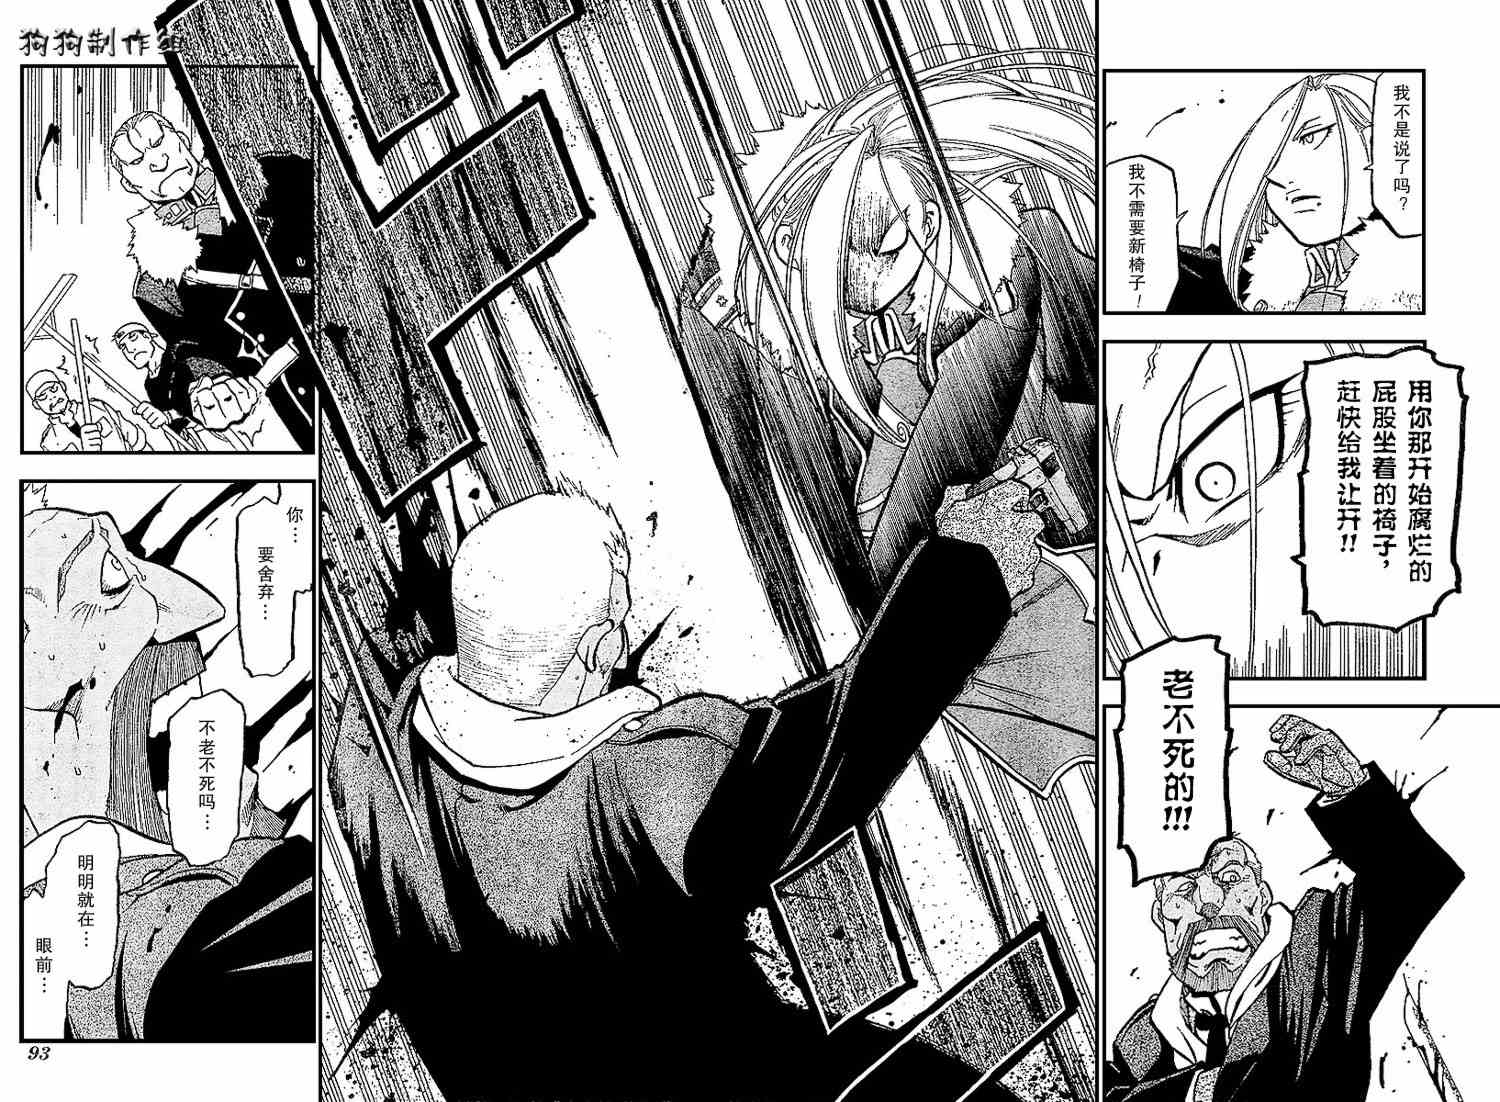 狗狗制作组
我不是说了吗？
我不需要新椅子！
用你那开始腐烂的
屁股坐着的椅子，
赶快给我让开!!
老不死的!!!
你…
要舍弃…
不老不死吗…
明明就在…
眼前…
93